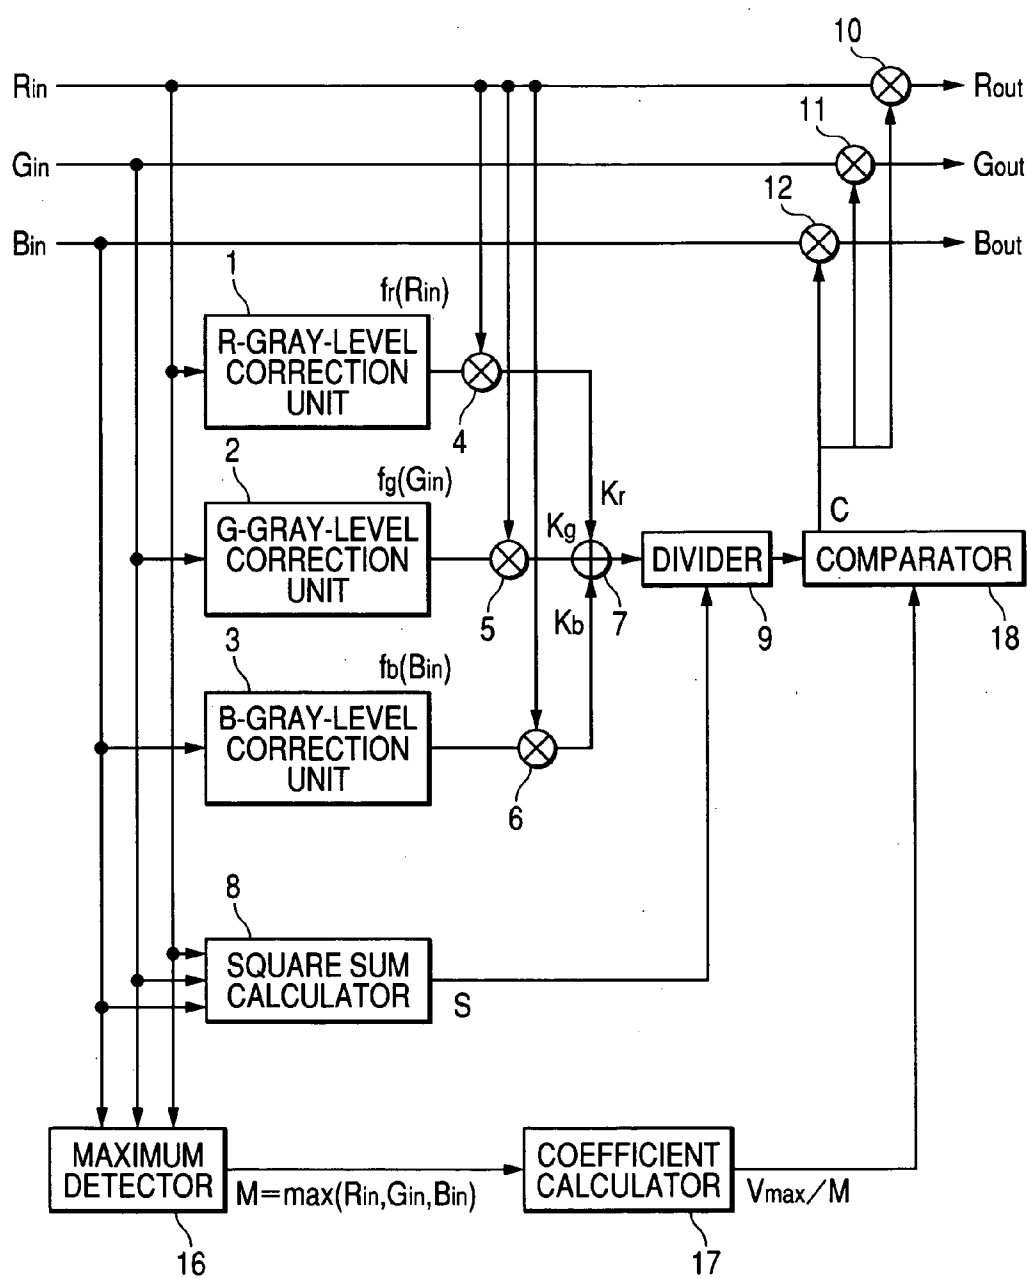 10
Rin
Rout
11
Gin
Gout
12
Bin
Bout
1
fr(Rin)
R-GRAY-LEVEL
CORRECTION
UNIT
4
2
fg(Gin)
Kr
C
G-GRAY-LEVEL
CORRECTION
UNIT
Kg
DIVIDER
COMPARATOR
5
Kb
7
9
18
3
fb(Bin)
B-GRAY-LEVEL
CORRECTION
UNIT
6
8
SQUARE SUM
CALCULATOR
S
MAXIMUM
DETECTOR
M=max(Rin,Gin,Bin)
COEFFICIENT
CALCULATOR
Vmax/M
16
17